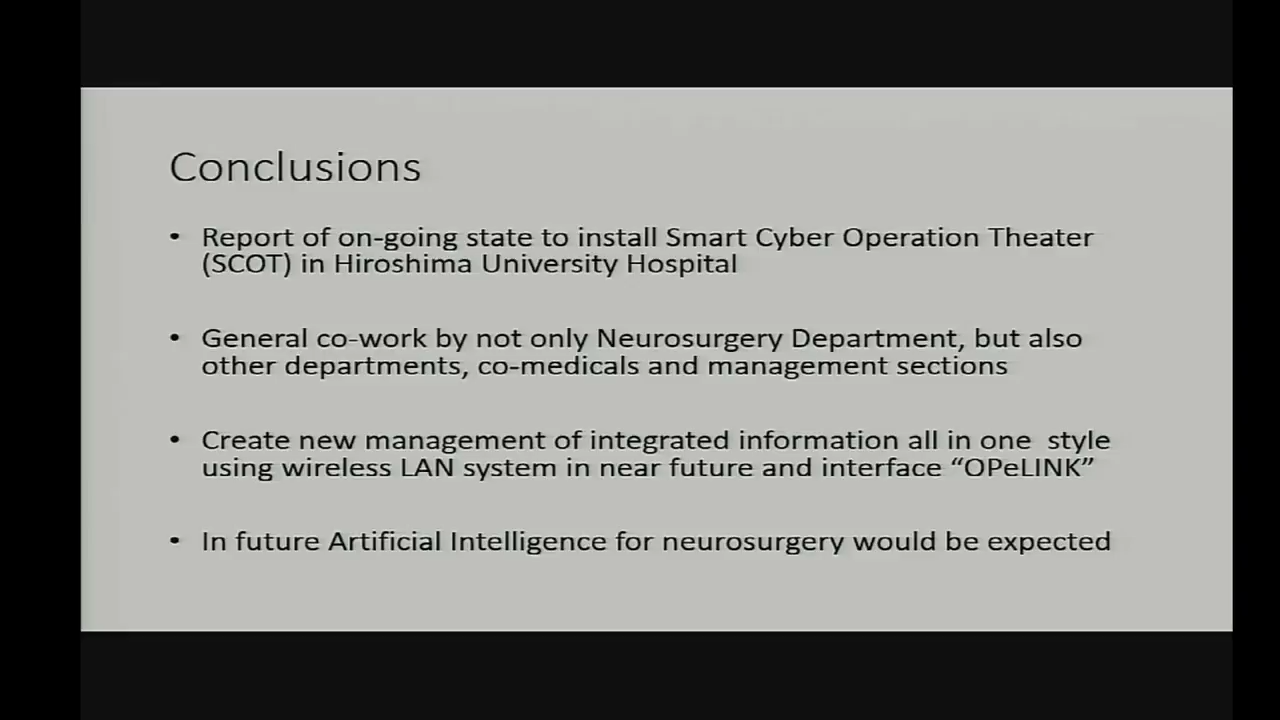 Conclusions
• Report of on-going state to install Smart Cyber Operation Theater
(SCOT) in Hiroshima University Hospital
• General co-work by not only Neurosurgery Department, but also
other departments, co-medicals and management sections
• Create new management of integrated information all in one  style
using wireless LAN system in near future and interface “OPeLINK”
• In future Artificial Intelligence for neurosurgery would be expected